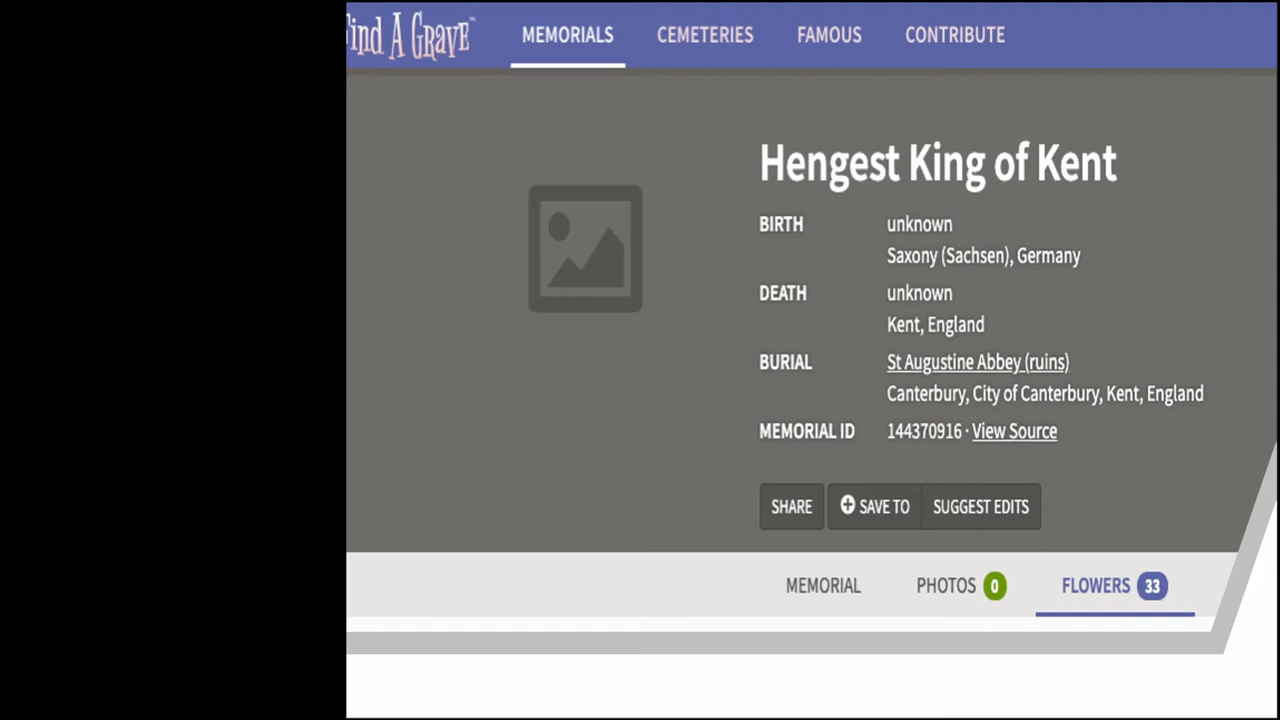 Find A Grave™ MEMORIALS CEMETERIES FAMOUS CONTRIBUTE
Hengest King of Kent
BIRTH unknown
Saxony (Sachsen), Germany
DEATH unknown
Kent, England
BURIAL St Augustine Abbey (ruins)
Canterbury, City of Canterbury, Kent, England
MEMORIAL ID 144370916 · View Source
SHARE SAVE TO SUGGEST EDITS
MEMORIAL PHOTOS 0 FLOWERS 33